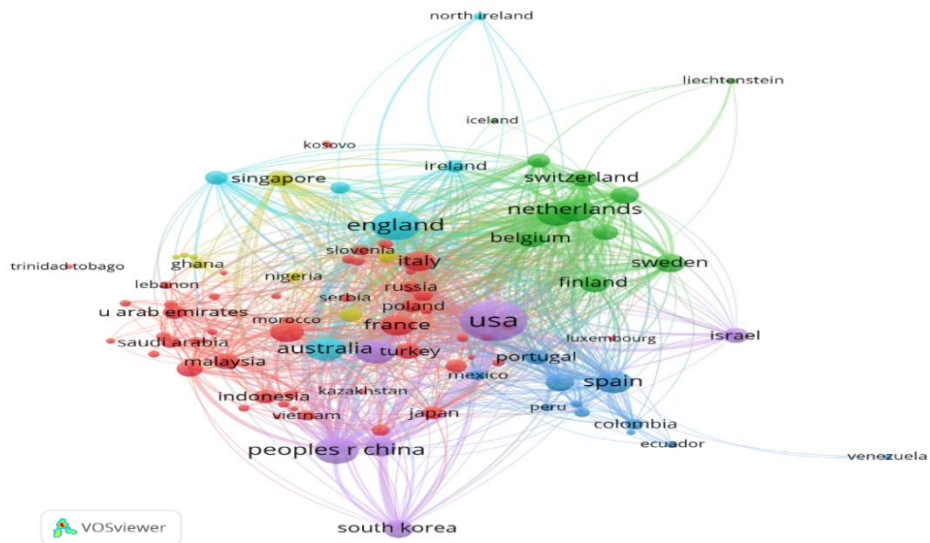 north ireland
liechtenstein
iceland
kosovo
ireland
singapore
switzerland
netherlands
england
belgium
slovenia
italy
sweden
trinidad tobago
ghana
nigeria
lebanon
russia
finland
serbia
poland
u arab emirates
morocco
france
usa
saudi arabia
australia
turkey
luxembourg
israel
malaysia
portugal
mexico
spain
kazakhstan
indonesia
vietnam
japan
peru
colombia
ecuador
peoples r china
venezuela
south korea
VOSviewer